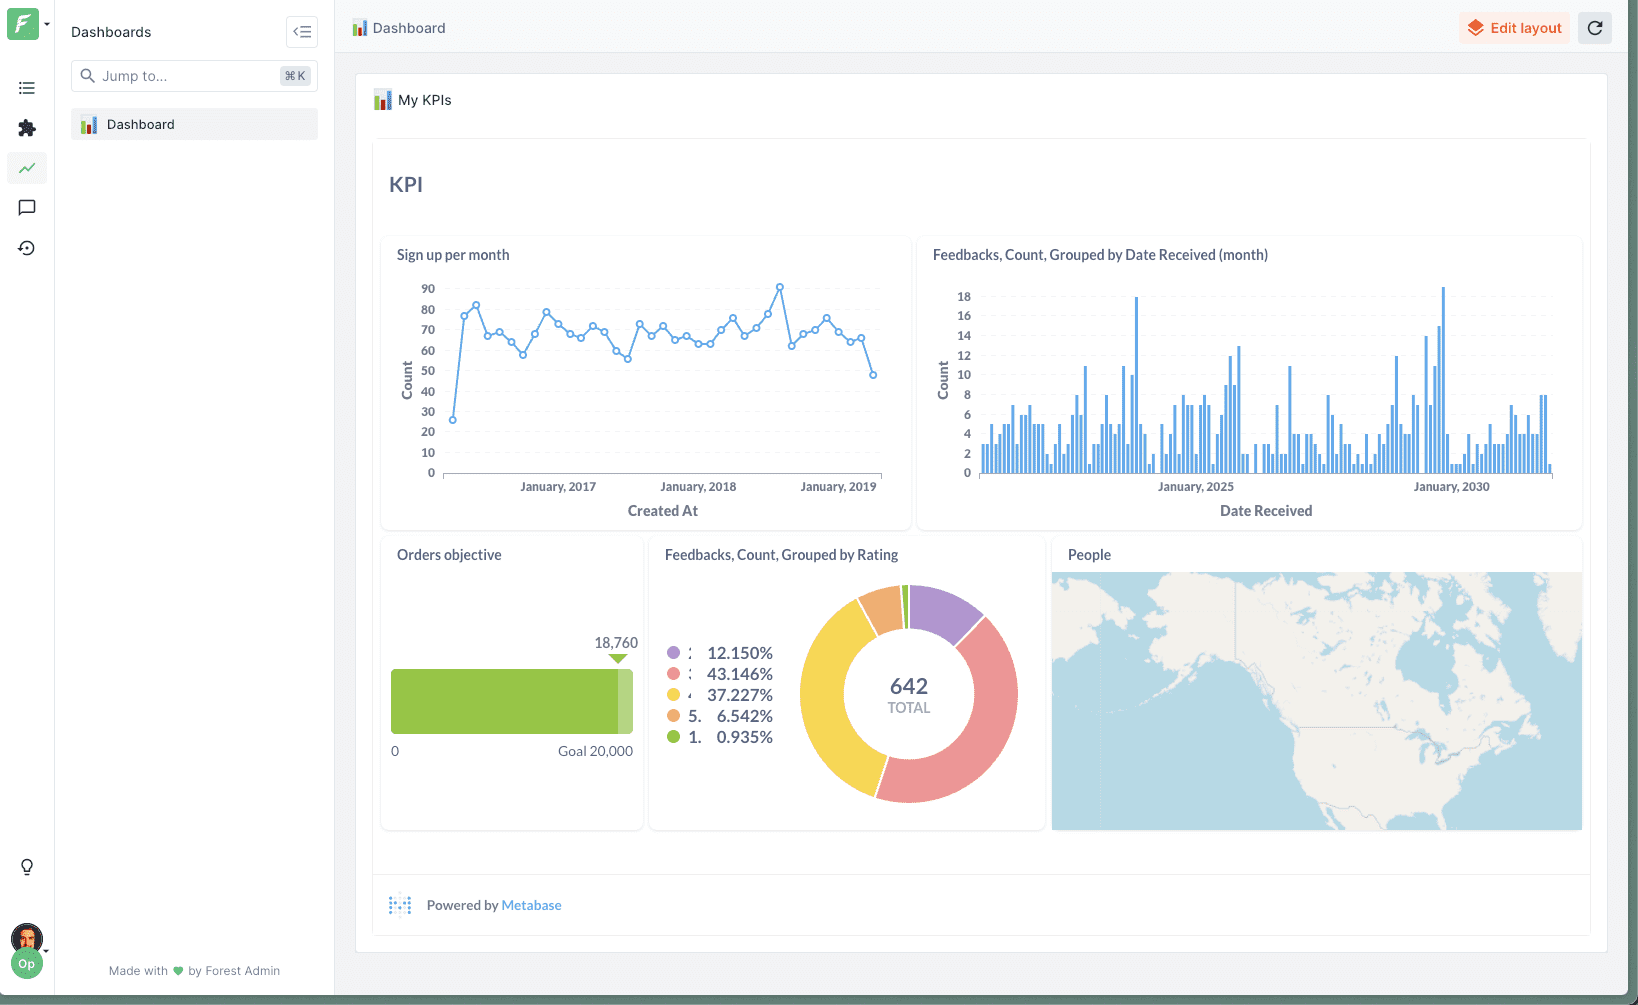 Dashboards
Jump to...
⌘K
Dashboard
Made with by Forest Admin
Op
Dashboard
Edit layout
My KPIs
KPI
Sign up per month
90
80
70
60
50
40
30
20
10
0
Count
January, 2017
January, 2018
January, 2019
Created At
Feedbacks, Count, Grouped by Date Received (month)
18
16
14
12
10
8
6
4
2
0
Count
January, 2025
January, 2030
Date Received
Orders objective
18,760
0
Goal 20,000
Feedbacks, Count, Grouped by Rating
12.150%
43.146%
37.227%
5. 6.542%
1. 0.935%
642
TOTAL
People
Powered by Metabase